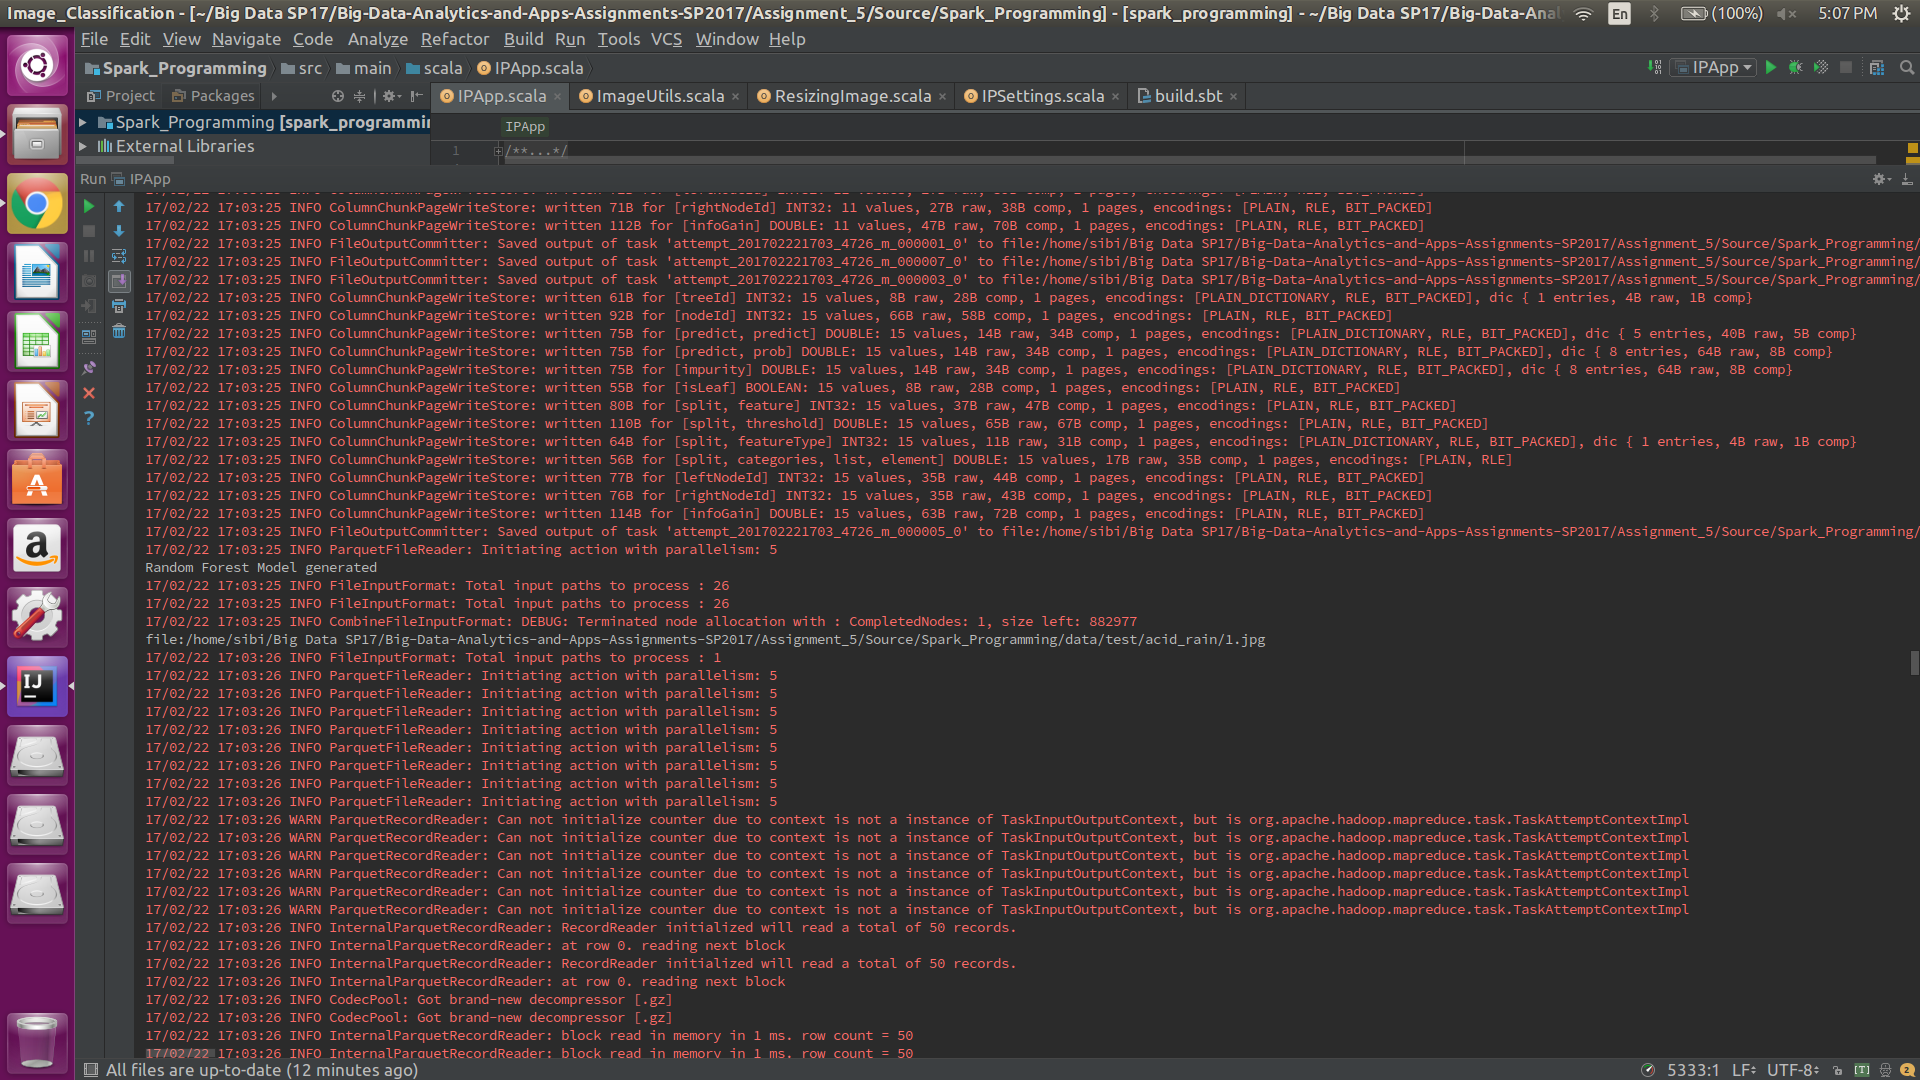 Image_Classification - [~/Big Data SP17/Big-Data-Analytics-and-Apps-Assignments-SP2017/Assignment_5/Source/Spark_Programming] - [spark_programming] - ~/Big Data SP17/Big-Data-Ana
En
(100%)
5:07 PM
File Edit View Navigate Code Analyze Refactor Build Run Tools VCS Window Help
Spark_Programming src main scala IPApp.scala
IPApp
Project Packages
IPApp.scala ImageUtils.scala ResizingImage.scala IPSettings.scala build.sbt
Spark_Programming [spark_programmin
IPApp
External Libraries
1 /**...*/
Run IPApp
17/02/22 17:03:25 INFO ColumnChunkPageWriteStore: written 71B for [rightNodeId] INT32: 11 values, 27B raw, 38B comp, 1 pages, encodings: [PLAIN, RLE, BIT_PACKED]
17/02/22 17:03:25 INFO ColumnChunkPageWriteStore: written 112B for [infoGain] DOUBLE: 11 values, 47B raw, 70B comp, 1 pages, encodings: [PLAIN, RLE, BIT_PACKED]
17/02/22 17:03:25 INFO FileOutputCommitter: Saved output of task 'attempt_201702221703_4726_m_000001_0' to file:/home/sibi/Big Data SP17/Big-Data-Analytics-and-Apps-Assignments-SP2017/Assignment_5/Source/Spark_Programming/
17/02/22 17:03:25 INFO FileOutputCommitter: Saved output of task 'attempt_201702221703_4726_m_000007_0' to file:/home/sibi/Big Data SP17/Big-Data-Analytics-and-Apps-Assignments-SP2017/Assignment_5/Source/Spark_Programming/
17/02/22 17:03:25 INFO FileOutputCommitter: Saved output of task 'attempt_201702221703_4726_m_000003_0' to file:/home/sibi/Big Data SP17/Big-Data-Analytics-and-Apps-Assignments-SP2017/Assignment_5/Source/Spark_Programming/
17/02/22 17:03:25 INFO ColumnChunkPageWriteStore: written 61B for [treeId] INT32: 15 values, 8B raw, 28B comp, 1 pages, encodings: [PLAIN_DICTIONARY, RLE, BIT_PACKED], dic { 1 entries, 4B raw, 1B comp}
17/02/22 17:03:25 INFO ColumnChunkPageWriteStore: written 92B for [nodeId] INT32: 15 values, 66B raw, 58B comp, 1 pages, encodings: [PLAIN, RLE, BIT_PACKED]
17/02/22 17:03:25 INFO ColumnChunkPageWriteStore: written 75B for [predict, predict] DOUBLE: 15 values, 14B raw, 34B comp, 1 pages, encodings: [PLAIN_DICTIONARY, RLE, BIT_PACKED], dic { 5 entries, 40B raw, 5B comp}
17/02/22 17:03:25 INFO ColumnChunkPageWriteStore: written 75B for [predict, prob] DOUBLE: 15 values, 14B raw, 34B comp, 1 pages, encodings: [PLAIN_DICTIONARY, RLE, BIT_PACKED], dic { 8 entries, 64B raw, 8B comp}
17/02/22 17:03:25 INFO ColumnChunkPageWriteStore: written 75B for [impurity] DOUBLE: 15 values, 14B raw, 34B comp, 1 pages, encodings: [PLAIN_DICTIONARY, RLE, BIT_PACKED], dic { 8 entries, 64B raw, 8B comp}
17/02/22 17:03:25 INFO ColumnChunkPageWriteStore: written 55B for [isLeaf] BOOLEAN: 15 values, 8B raw, 28B comp, 1 pages, encodings: [PLAIN, RLE, BIT_PACKED]
17/02/22 17:03:25 INFO ColumnChunkPageWriteStore: written 80B for [split, feature] INT32: 15 values, 37B raw, 47B comp, 1 pages, encodings: [PLAIN, RLE, BIT_PACKED]
17/02/22 17:03:25 INFO ColumnChunkPageWriteStore: written 110B for [split, threshold] DOUBLE: 15 values, 65B raw, 67B comp, 1 pages, encodings: [PLAIN, RLE, BIT_PACKED]
17/02/22 17:03:25 INFO ColumnChunkPageWriteStore: written 64B for [split, featureType] INT32: 15 values, 11B raw, 31B comp, 1 pages, encodings: [PLAIN_DICTIONARY, RLE, BIT_PACKED], dic { 1 entries, 4B raw, 1B comp}
17/02/22 17:03:25 INFO ColumnChunkPageWriteStore: written 56B for [split, categories, list, element] DOUBLE: 15 values, 17B raw, 35B comp, 1 pages, encodings: [PLAIN, RLE]
17/02/22 17:03:25 INFO ColumnChunkPageWriteStore: written 77B for [leftNodeId] INT32: 15 values, 35B raw, 44B comp, 1 pages, encodings: [PLAIN, RLE, BIT_PACKED]
17/02/22 17:03:25 INFO ColumnChunkPageWriteStore: written 76B for [rightNodeId] INT32: 15 values, 35B raw, 43B comp, 1 pages, encodings: [PLAIN, RLE, BIT_PACKED]
17/02/22 17:03:25 INFO ColumnChunkPageWriteStore: written 114B for [infoGain] DOUBLE: 15 values, 63B raw, 72B comp, 1 pages, encodings: [PLAIN, RLE, BIT_PACKED]
17/02/22 17:03:25 INFO FileOutputCommitter: Saved output of task 'attempt_201702221703_4726_m_000005_0' to file:/home/sibi/Big Data SP17/Big-Data-Analytics-and-Apps-Assignments-SP2017/Assignment_5/Source/Spark_Programming/
17/02/22 17:03:25 INFO ParquetFileReader: Initiating action with parallelism: 5
Random Forest Model generated
17/02/22 17:03:25 INFO FileInputFormat: Total input paths to process : 26
17/02/22 17:03:25 INFO FileInputFormat: Total input paths to process : 26
17/02/22 17:03:25 INFO CombineFileInputFormat: DEBUG: Terminated node allocation with : CompletedNodes: 1, size left: 882977
file:/home/sibi/Big Data SP17/Big-Data-Analytics-and-Apps-Assignments-SP2017/Assignment_5/Source/Spark_Programming/data/test/acid_rain/1.jpg
17/02/22 17:03:26 INFO FileInputFormat: Total input paths to process : 1
17/02/22 17:03:26 INFO ParquetFileReader: Initiating action with parallelism: 5
17/02/22 17:03:26 INFO ParquetFileReader: Initiating action with parallelism: 5
17/02/22 17:03:26 INFO ParquetFileReader: Initiating action with parallelism: 5
17/02/22 17:03:26 INFO ParquetFileReader: Initiating action with parallelism: 5
17/02/22 17:03:26 INFO ParquetFileReader: Initiating action with parallelism: 5
17/02/22 17:03:26 INFO ParquetFileReader: Initiating action with parallelism: 5
17/02/22 17:03:26 INFO ParquetFileReader: Initiating action with parallelism: 5
17/02/22 17:03:26 INFO ParquetFileReader: Initiating action with parallelism: 5
17/02/22 17:03:26 WARN ParquetRecordReader: Can not initialize counter due to context is not a instance of TaskInputOutputContext, but is org.apache.hadoop.mapreduce.task.TaskAttemptContextImpl
17/02/22 17:03:26 WARN ParquetRecordReader: Can not initialize counter due to context is not a instance of TaskInputOutputContext, but is org.apache.hadoop.mapreduce.task.TaskAttemptContextImpl
17/02/22 17:03:26 WARN ParquetRecordReader: Can not initialize counter due to context is not a instance of TaskInputOutputContext, but is org.apache.hadoop.mapreduce.task.TaskAttemptContextImpl
17/02/22 17:03:26 WARN ParquetRecordReader: Can not initialize counter due to context is not a instance of TaskInputOutputContext, but is org.apache.hadoop.mapreduce.task.TaskAttemptContextImpl
17/02/22 17:03:26 WARN ParquetRecordReader: Can not initialize counter due to context is not a instance of TaskInputOutputContext, but is org.apache.hadoop.mapreduce.task.TaskAttemptContextImpl
17/02/22 17:03:26 WARN ParquetRecordReader: Can not initialize counter due to context is not a instance of TaskInputOutputContext, but is org.apache.hadoop.mapreduce.task.TaskAttemptContextImpl
17/02/22 17:03:26 INFO InternalParquetRecordReader: RecordReader initialized will read a total of 50 records.
17/02/22 17:03:26 INFO InternalParquetRecordReader: at row 0. reading next block
17/02/22 17:03:26 INFO InternalParquetRecordReader: RecordReader initialized will read a total of 50 records.
17/02/22 17:03:26 INFO InternalParquetRecordReader: at row 0. reading next block
17/02/22 17:03:26 INFO CodecPool: Got brand-new decompressor [.gz]
17/02/22 17:03:26 INFO CodecPool: Got brand-new decompressor [.gz]
17/02/22 17:03:26 INFO InternalParquetRecordReader: block read in memory in 1 ms. row count = 50
17/02/22 17:03:26 INFO InternalParquetRecordReader: block read in memory in 1 ms. row count = 50
All files are up-to-date (12 minutes ago)
5333:1 LF UTF-8 [T] 2